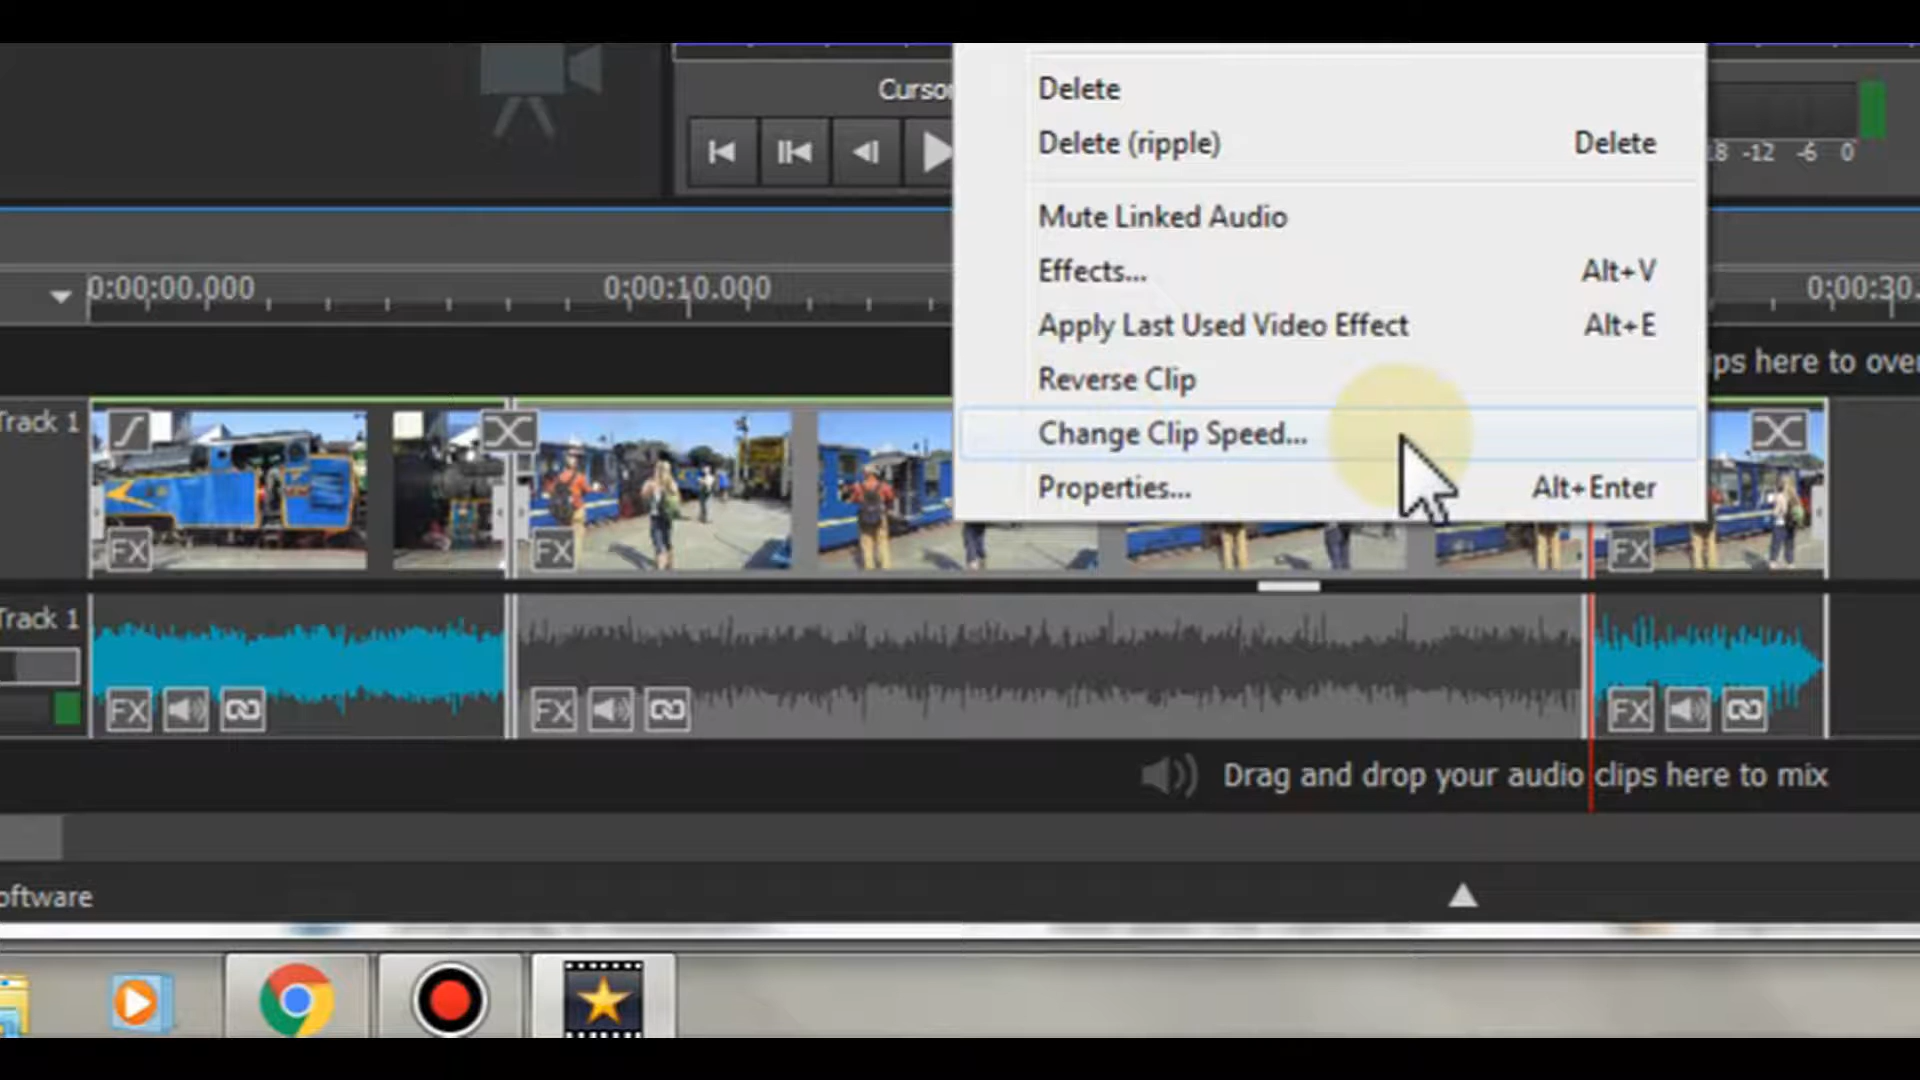 Delete
Delete (ripple) Delete
Mute Linked Audio
Effects... Alt+V
Apply Last Used Video Effect Alt+E
Reverse Clip
Change Clip Speed...
Properties... Alt+Enter
Cursor
18 -12 -6 0
0:00:00.000 0:00:10.000 0:00:30.
ips here to over
Track 1
FX FX FX
Track 1
FX FX FX
Drag and drop your audio clips here to mix
oftware